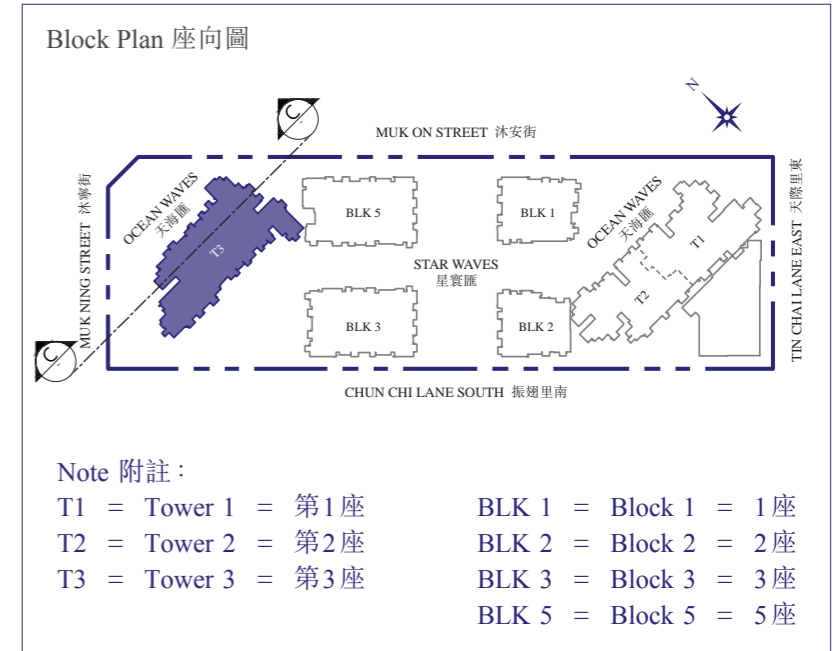 Block Plan 座向圖
N
C
MUK ON STREET 沐安街
MUK NING STREET 沐寧街
OCEAN WAVES
天海匯
T3
BLK 5
BLK 1
OCEAN WAVES
天海匯
T1
TIN CHAI LANE EAST 天際里東
STAR WAVES
星寰匯
T2
BLK 3
BLK 2
C
CHUN CHI LANE SOUTH 振翅里南
Note 附註：
T1 = Tower 1 = 第1座
T2 = Tower 2 = 第2座
T3 = Tower 3 = 第3座
BLK 1 = Block 1 = 1座
BLK 2 = Block 2 = 2座
BLK 3 = Block 3 = 3座
BLK 5 = Block 5 = 5座